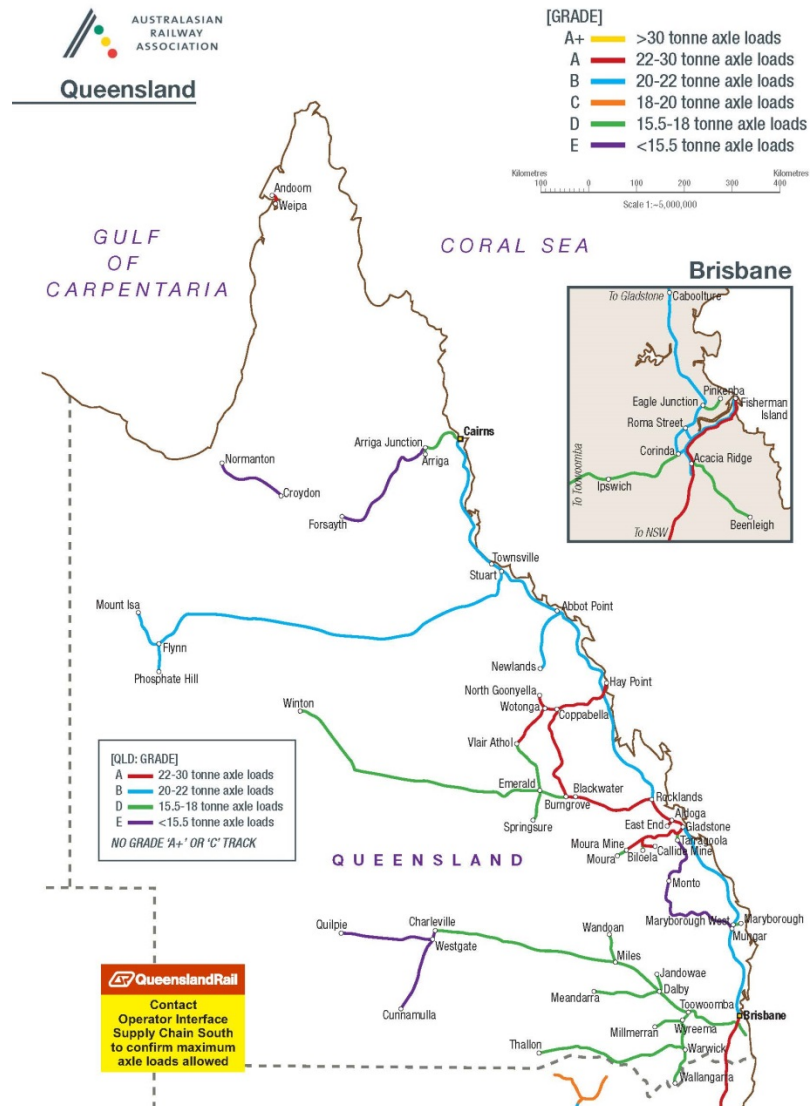 AUSTRALASIAN
RAILWAY
ASSOCIATION
Queensland
[GRADE]
A+ >30 tonne axle loads
A 22-30 tonne axle loads
B 20-22 tonne axle loads
C 18-20 tonne axle loads
D 15.5-18 tonne axle loads
E <15.5 tonne axle loads
Kilometres
Kilometres
100 0 100 200 300 400
Scale 1:~5,000,000
Andoom
Weipa
GULF
OF
CARPENTARIA
CORAL SEA
Brisbane
To Gladstone
Caboolture
Pinkenba
Eagle Junction
Fisherman
Island
Roma Street
Corinda
Acacia Ridge
To Toowoomba
Ipswich
Beenleigh
To NSW
Cairns
Arriga Junction
Arriga
Normanton
Croydon
Forsayth
Townsville
Stuart
Mount Isa
Abbot Point
Flynn
Newlands
Phosphate Hill
Hay Point
North Goonyella
Winton
Wotonga
Coppabella
Vlair Athol
[QLD: GRADE]
A 22-30 tonne axle loads
B 20-22 tonne axle loads
D 15.5-18 tonne axle loads
E <15.5 tonne axle loads
NO GRADE 'A+' OR 'C' TRACK
Emerald
Blackwater
Burngrove
Rocklands
Springsure
Aldoga
East End
Gladstone
Tarragoola
Moura Mine
Callide Mine
Moura
Biloela
QUEENSLAND
Monto
Quilpie
Charleville
Wandoan
Maryborough West
Maryborough
Mungar
Westgate
Miles
Jandowae
Meandarra
Dalby
QueenslandRail
Contact
Operator Interface
Supply Chain South
to confirm maximum
axle loads allowed
Cunnamulla
Toowoomba
Brisbane
Millmerran
Wyreema
Thallon
Warwick
Wallangarra